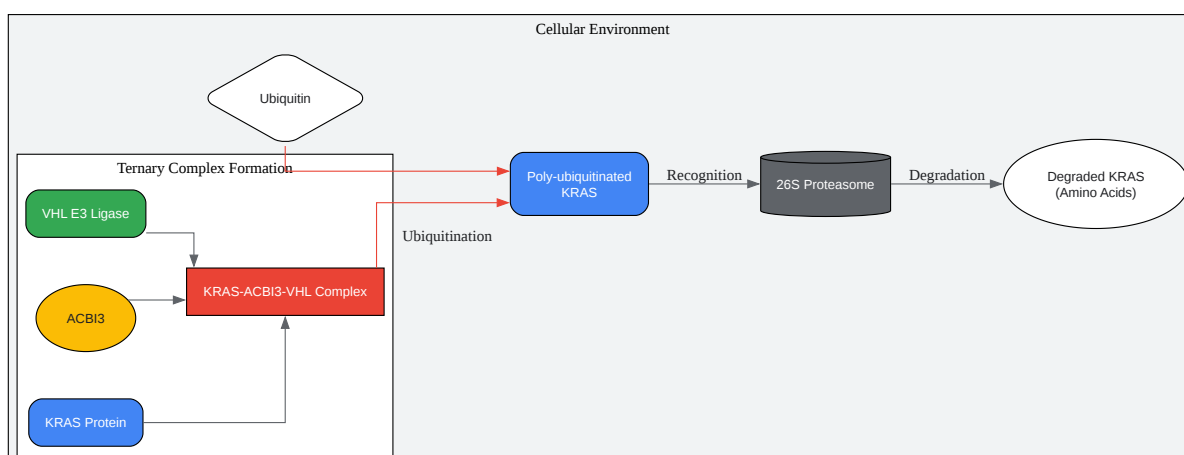 Cellular Environment
Ubiquitin
Ternary Complex Formation
VHL E3 Ligase
ACBI3
KRAS Protein
KRAS-ACBI3-VHL Complex
Ubiquitination
Poly-ubiquitinated
KRAS
Recognition
26S Proteasome
Degradation
Degraded KRAS
(Amino Acids)